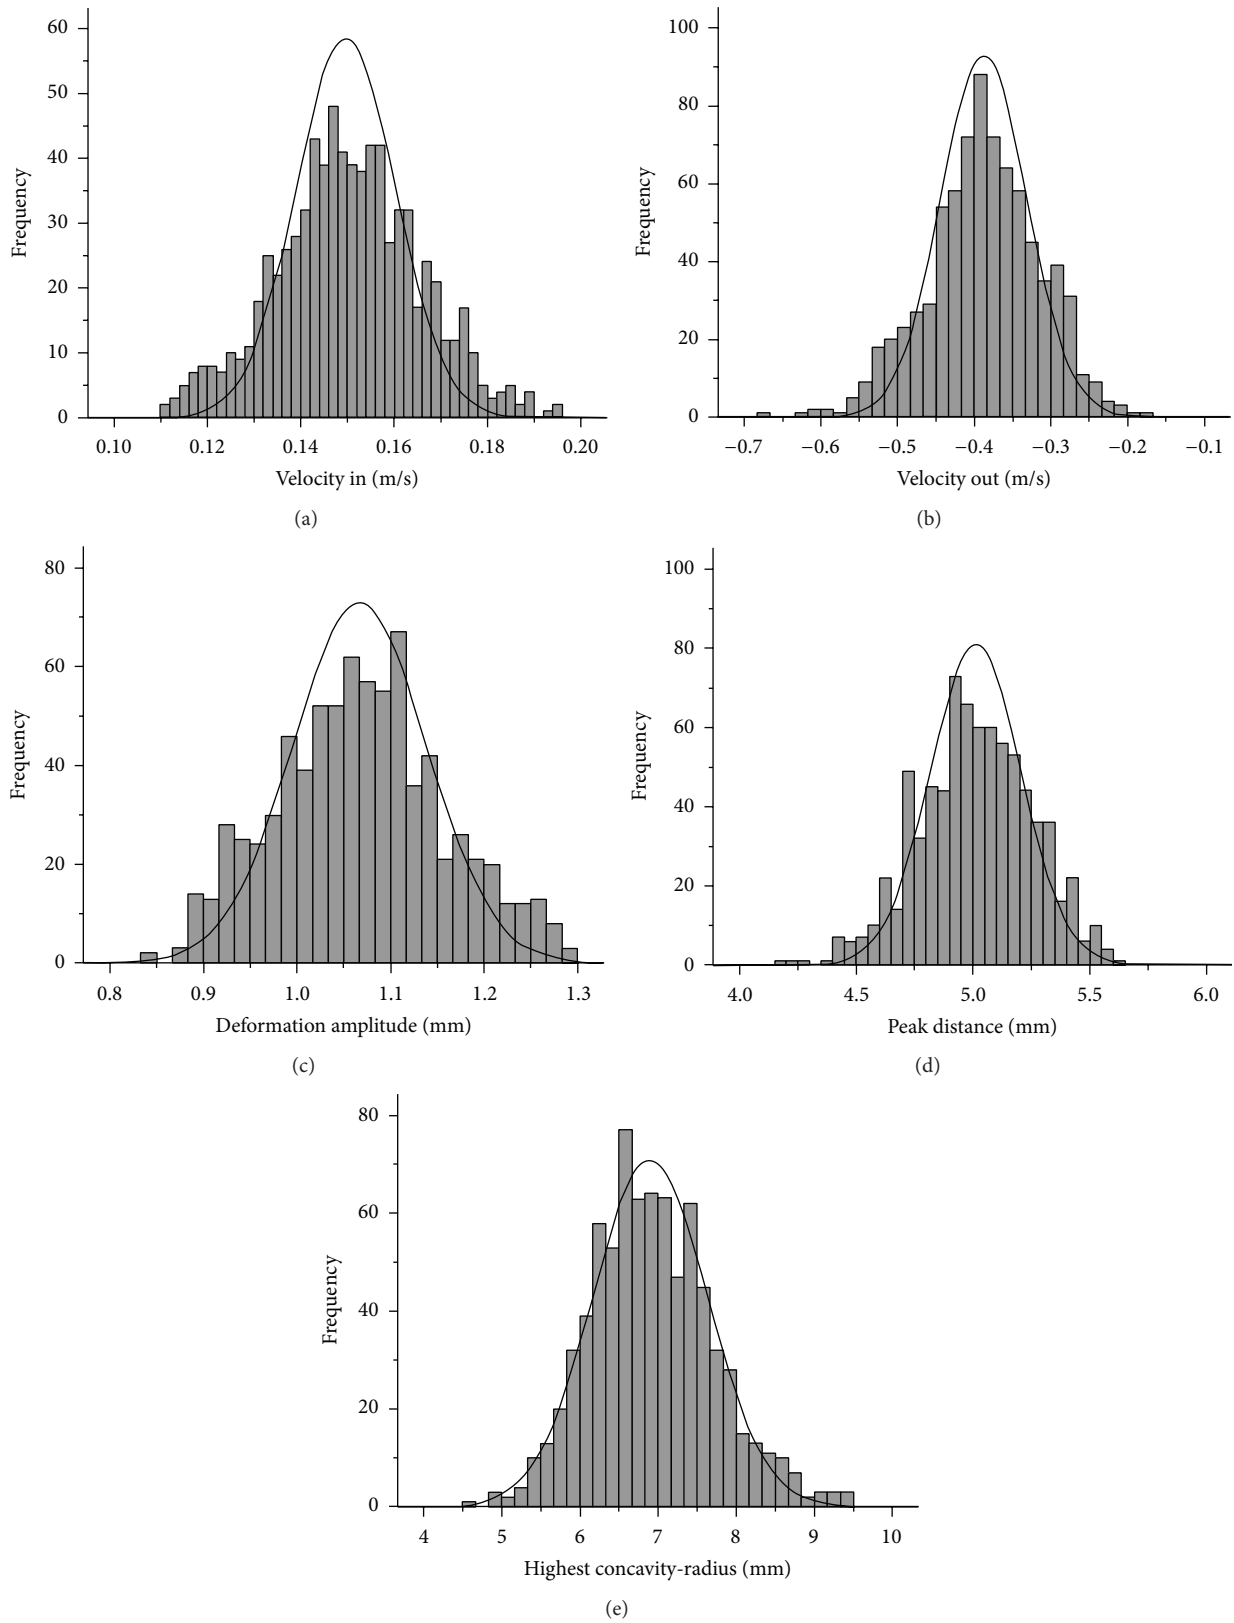 60
50
40
30
20
10
0
Frequency
0.10 0.12 0.14 0.16 0.18 0.20
Velocity in (m/s)
(a)
100
80
60
40
20
0
Frequency
−0.7 −0.6 −0.5 −0.4 −0.3 −0.2 −0.1
Velocity out (m/s)
(b)
80
60
40
20
0
Frequency
0.8 0.9 1.0 1.1 1.2 1.3
Deformation amplitude (mm)
(c)
100
80
60
40
20
0
Frequency
4.0 4.5 5.0 5.5 6.0
Peak distance (mm)
(d)
80
60
40
20
0
Frequency
4 5 6 7 8 9 10
Highest concavity-radius (mm)
(e)